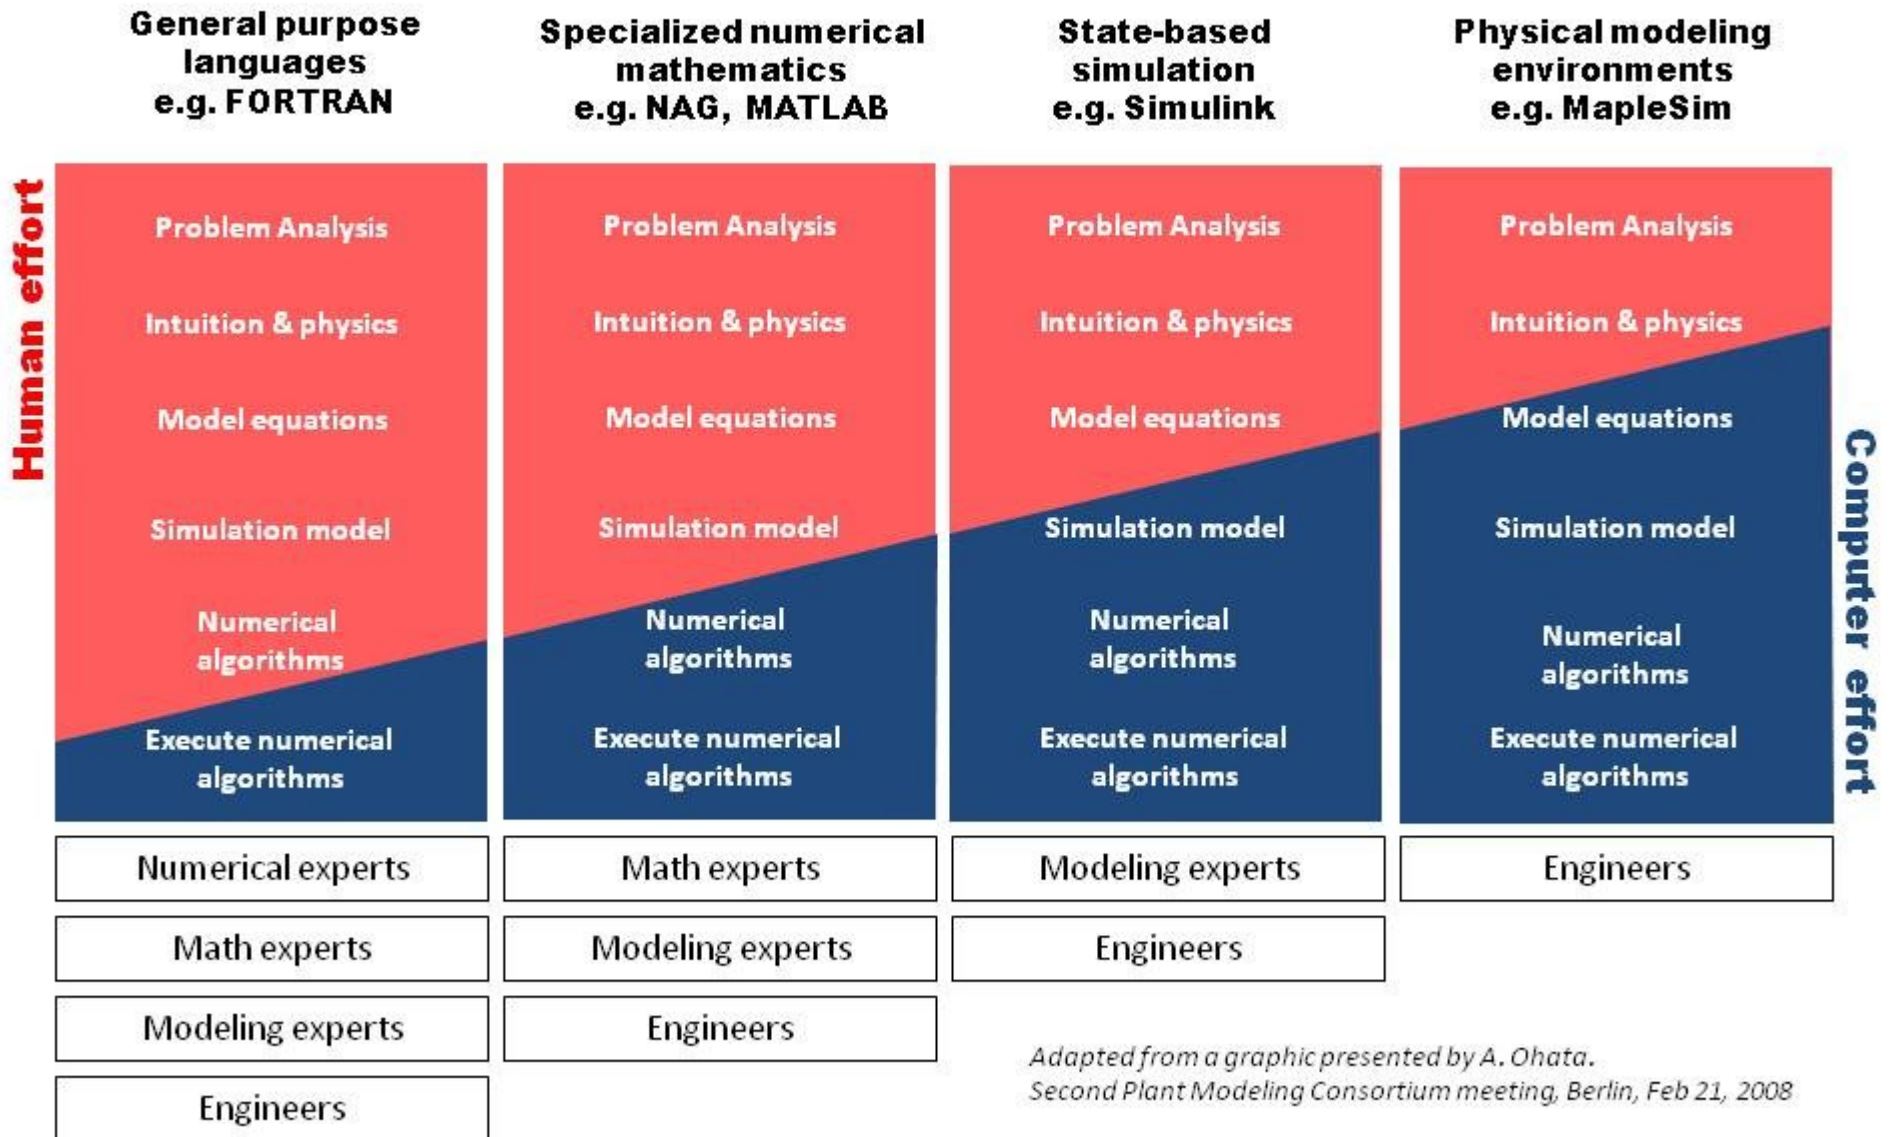 General purpose
languages
e.g. FORTRAN
Specialized numerical
mathematics
e.g. NAG, MATLAB
State-based
simulation
e.g. Simulink
Physical modeling
environments
e.g. MapleSim
Human effort
Problem Analysis
Intuition & physics
Model equations
Simulation model
Numerical
algorithms
Execute numerical
algorithms
Problem Analysis
Intuition & physics
Model equations
Simulation model
Numerical
algorithms
Execute numerical
algorithms
Problem Analysis
Intuition & physics
Model equations
Simulation model
Numerical
algorithms
Execute numerical
algorithms
Problem Analysis
Intuition & physics
Model equations
Simulation model
Numerical
algorithms
Execute numerical
algorithms
Computer effort
Numerical experts
Math experts
Modeling experts
Engineers
Math experts
Modeling experts
Engineers
Modeling experts
Engineers
Engineers
Adapted from a graphic presented by A. Ohata.
Second Plant Modeling Consortium meeting, Berlin, Feb 21, 2008